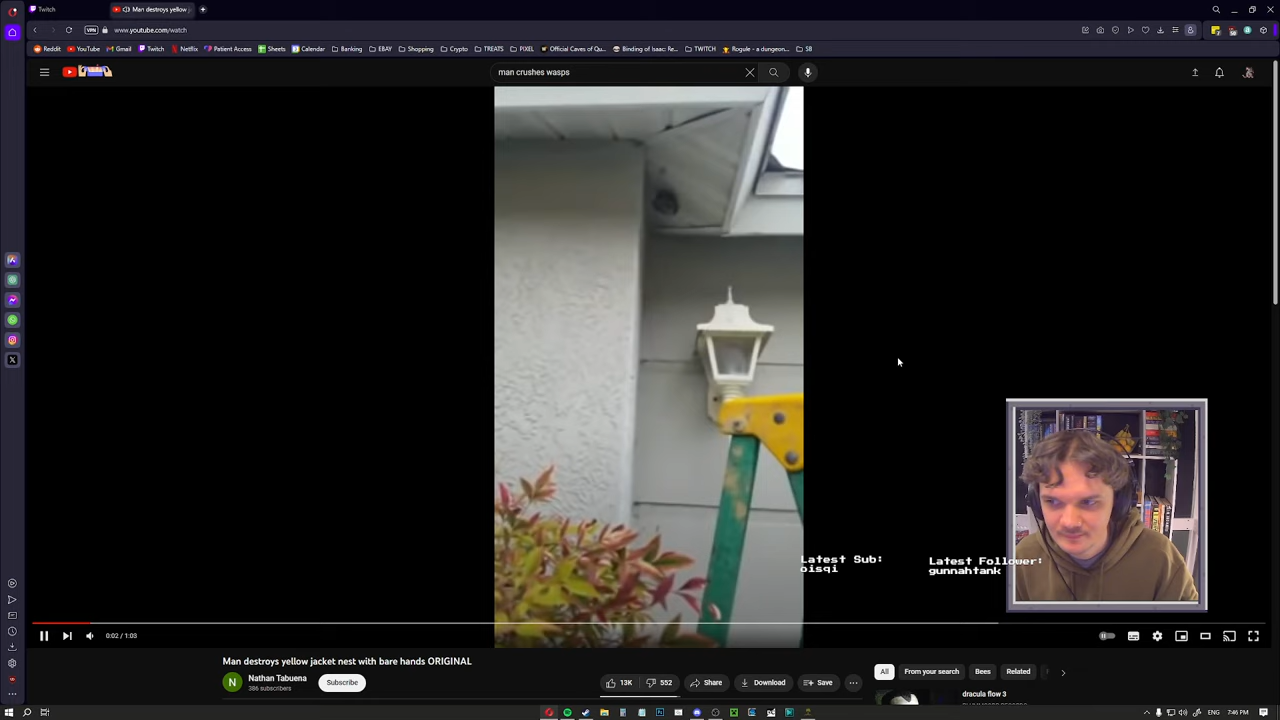 Twitch
Man destroys yellow j
www.youtube.com/watch
VPN
Reddit YouTube Gmail Twitch Netflix Patient Access Sheets Calendar Banking EBAY Shopping Crypto TREATS PIXEL Official Caves of Qu... Binding of Isaac: Re... TWITCH Rogule - a dungeon... SB
man crushes wasps
Latest Sub:
oisqi
Latest Follower:
gunnahtank
0:02 / 1:03
Man destroys yellow jacket nest with bare hands ORIGINAL
N
Nathan Tabuena
386 subscribers
Subscribe
13K 552 Share Download Save
All From your search Bees Related
dracula flow 3
ENG 7:46 PM